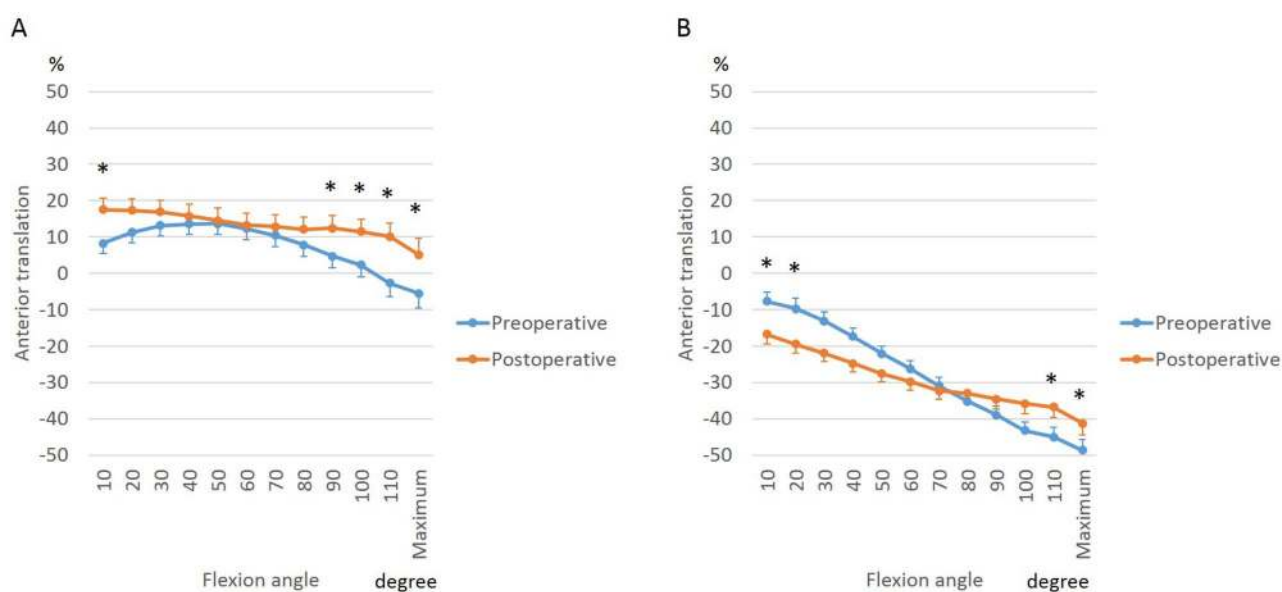 A
%
50
40
30
20
10
0
-10
-20
-30
-40
-50
Anterior translation
* * * * *
10 20 30 40 50 60 70 80 90 100 110 Maximum
Flexion angle degree
Preoperative
Postoperative
B
%
50
40
30
20
10
0
-10
-20
-30
-40
-50
Anterior translation
* * * *
10 20 30 40 50 60 70 80 90 100 110 Maximum
Flexion angle degree
Preoperative
Postoperative